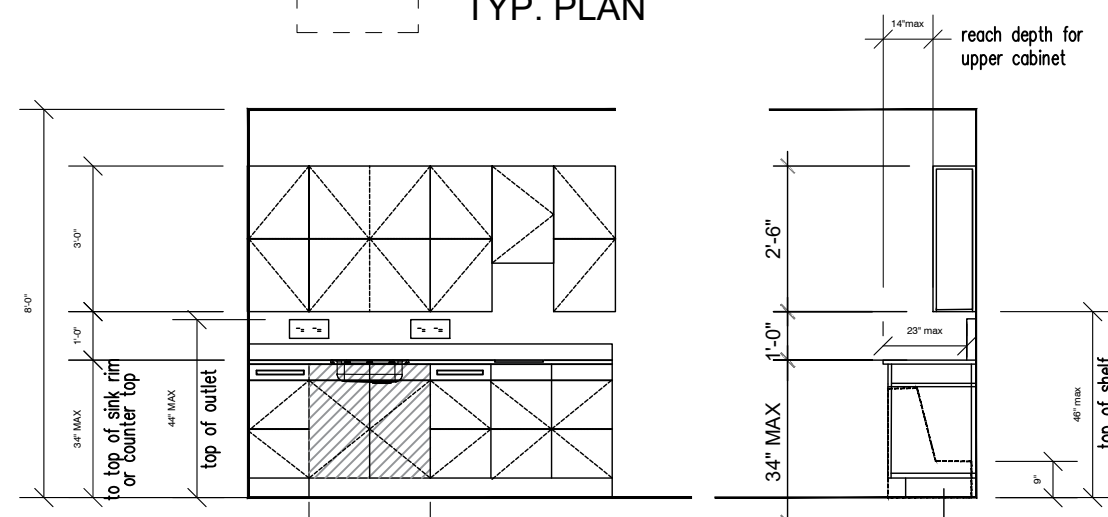 TYP. PLAN
14"max
reach depth for
upper cabinet
8'-0"
3'-0"
1'-0"
34" MAX
to top of sink rim
or counter top
44" MAX
top of outlet
2'-6"
1'-0"
34" MAX
23" max
9"
46" max
top of shelf